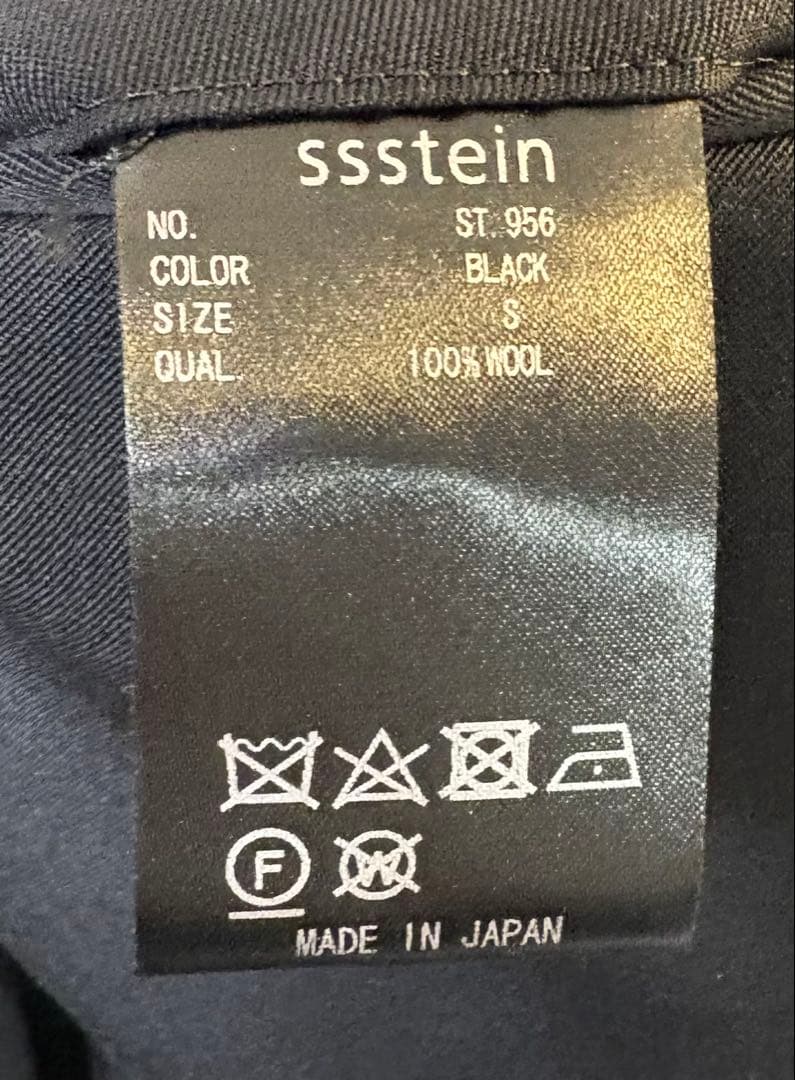 ssstein
NO. ST.956
COLOR BLACK
SIZE S
QUAL. 100% WOOL
F W
MADE IN JAPAN